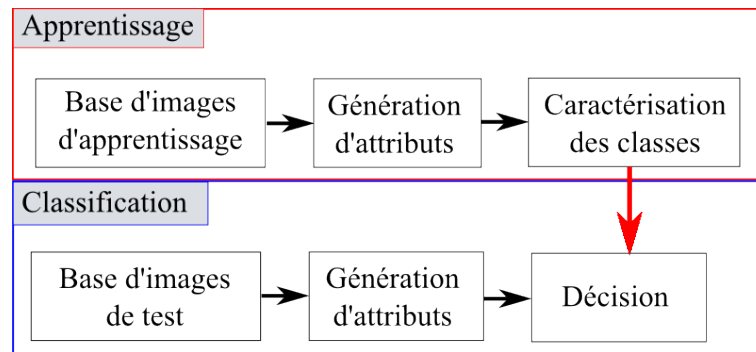 Apprentissage
Base d'images
d'apprentissage
Génération
d'attributs
Caractérisation
des classes
Classification
Base d'images
de test
Génération
d'attributs
Décision